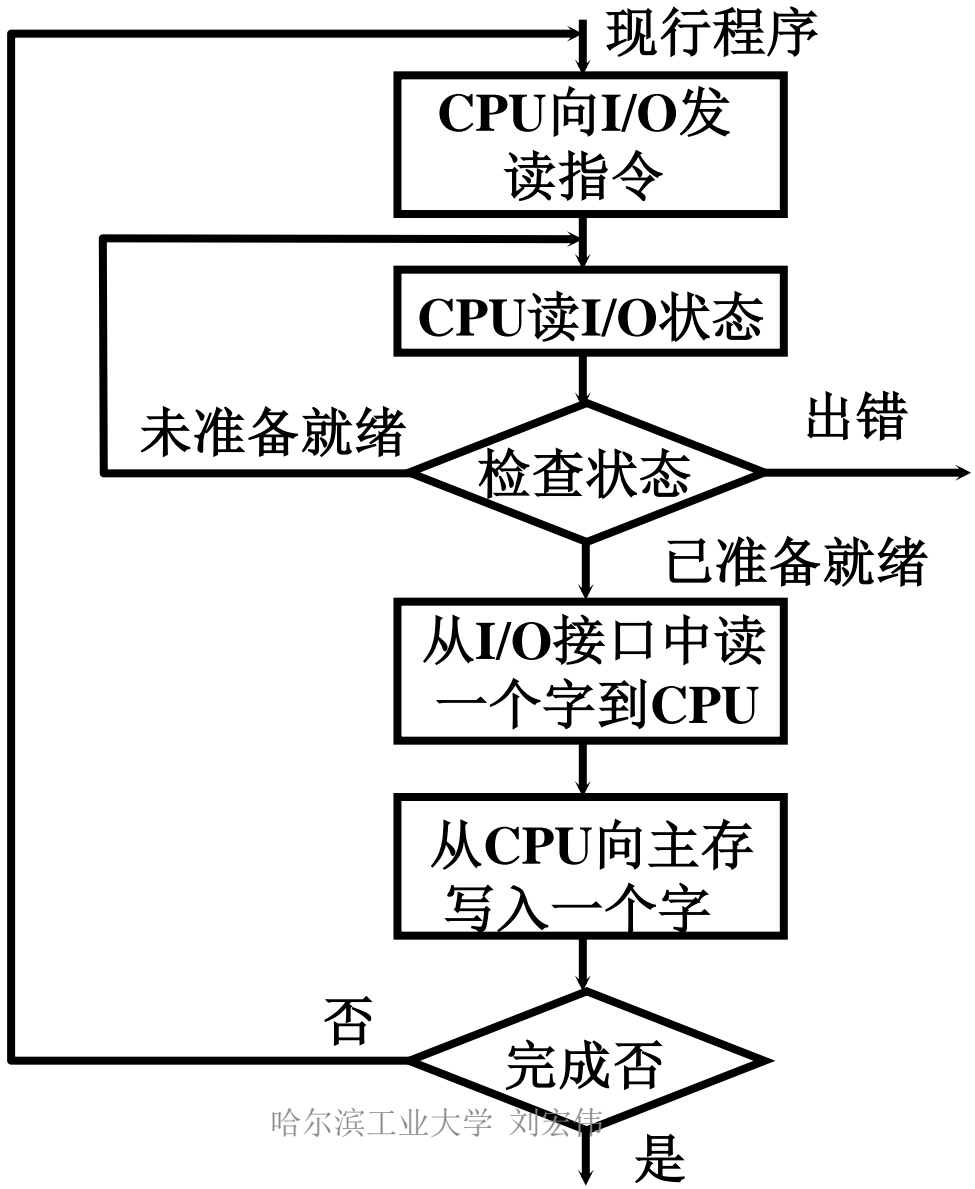 现行程序
CPU向I/O发
读指令
CPU读I/O状态
出错
未准备就绪
检查状态
已准备就绪
从I/O接口中读
一个字到CPU
从CPU向主存
写入一个字
否
完成否
哈尔滨工业大学 刘宏伟
是